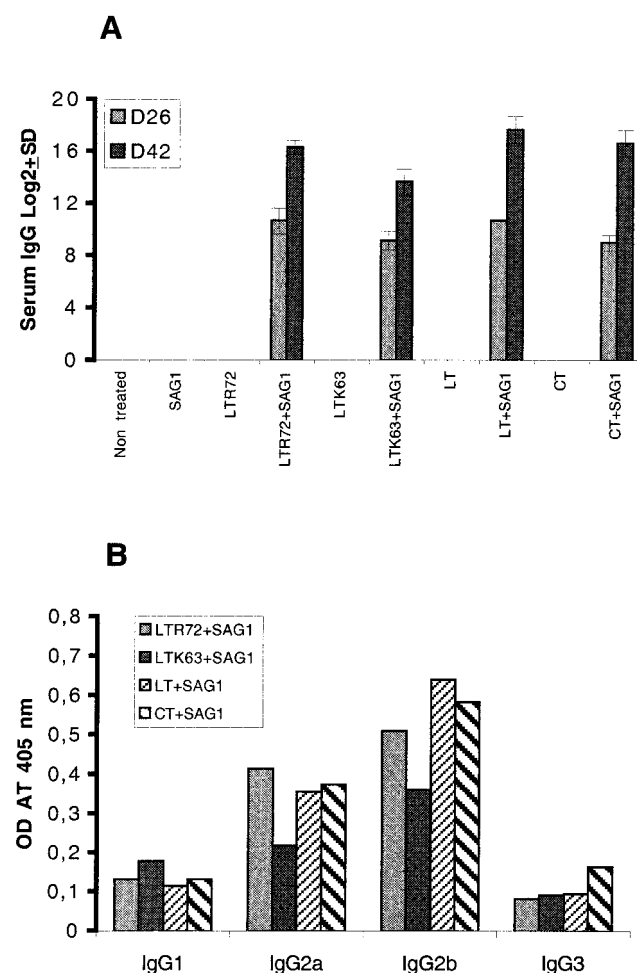 A
Serum IgG Log2±SD
20
16
12
8
4
0
D26
D42
Non treated
SAG1
LTR72
LTR72+SAG1
LTK63
LTK63+SAG1
LT
LT+SAG1
CT
CT+SAG1
B
OD AT 405 nm
0,8
0,7
0,6
0,5
0,4
0,3
0,2
0,1
0
LTR72+SAG1
LTK63+SAG1
LT+SAG1
CT+SAG1
IgG1
IgG2a
IgG2b
IgG3